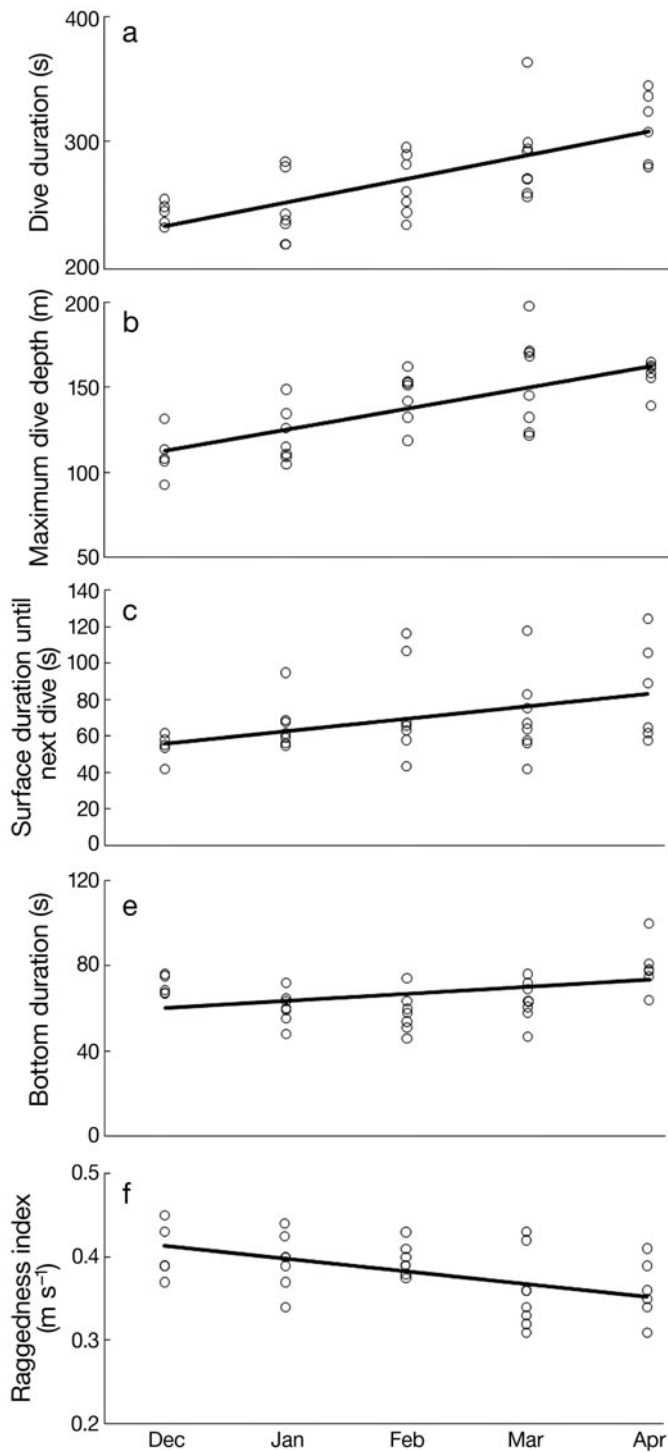 a
Dive duration (s)
400
300
200
b
Maximum dive depth (m)
200
150
100
50
c
Surface duration until
next dive (s)
140
120
100
80
60
40
20
0
e
Bottom duration (s)
120
80
40
0
f
Raggedness index
(m s⁻¹)
0.5
0.4
0.3
0.2
Dec Jan Feb Mar Apr